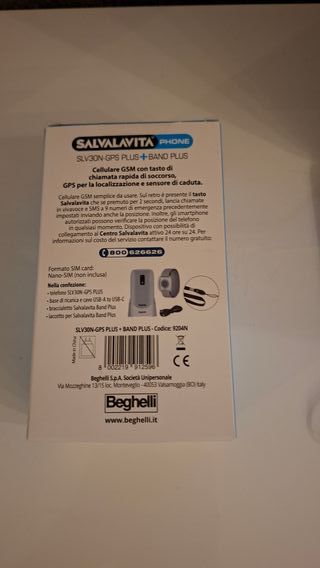 SALVALAVITA PHONE
SLV30N-GPS PLUS + BAND PLUS
Cellulare GSM con tasto di
chiamata rapida di soccorso,
GPS per la localizzazione e sensore di caduta.
Cellulare GSM semplice da usare. Sul retro è presente il tasto
Salvalavita che se premuto per 2 secondi, lancia chiamate
in vivavoce e SMS a 9 numeri di emergenza precedentemente
impostati inviando anche la posizione. Inoltre, gli smartphone
autorizzati possono verificare la posizione del telefono
in qualsiasi momento. Dispositivo con possibilità di
collegamento al Centro Salvalavita attivo 24 ore su 24. Per
informazioni sul costo del servizio contattare il numero gratuito:
800 626626
Formato SIM card:
Nano-SIM (non inclusa)
Nella confezione:
• telefono SLV30N-GPS PLUS
• base di ricarica e cavo USB-A to USB-C
• braccialetto Salvalavita Band Plus
• laccetto per Salvalavita Band Plus
SLV30N-GPS PLUS + BAND PLUS - Codice: 9204N
Made in China
8 002219 912596
CE
Beghelli S.p.A. Società Unipersonale
Via Mozzeghine 13/15 loc. Monteveglio - 40053 Valsamoggia (BO) Italy
Beghelli
www.beghelli.it